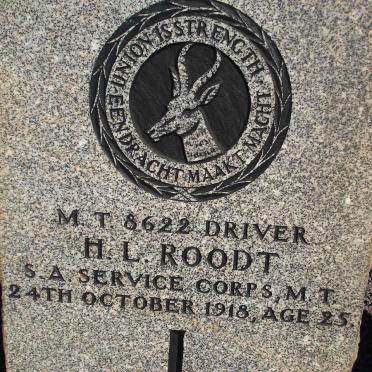 UNION IS STRENGTH
EENDRACHT MAAKT MACHT
M.T. 8622 DRIVER
H. L. ROODT
S.A. SERVICE CORPS, M.T.
24TH OCTOBER 1918, AGE 25.